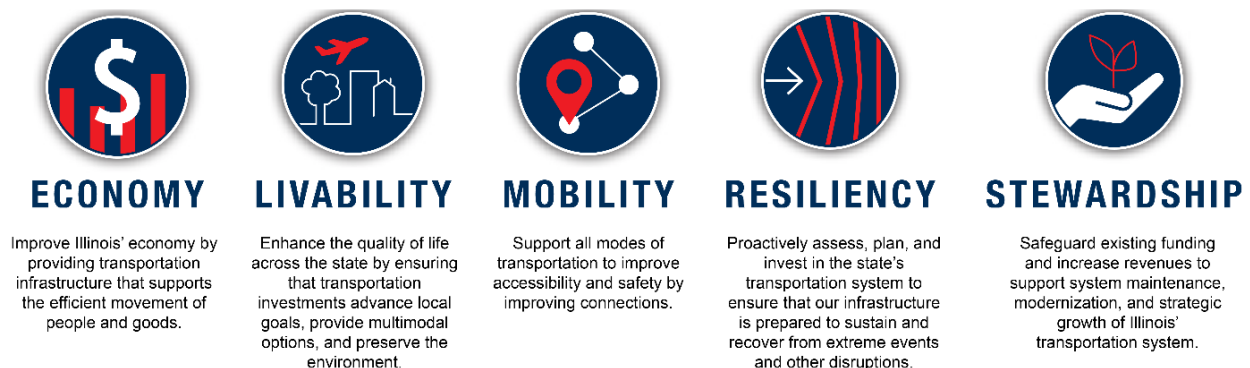 $
ECONOMY
Improve Illinois’ economy by
providing transportation
infrastructure that supports
the efficient movement of
people and goods.
LIVABILITY
Enhance the quality of life
across the state by ensuring
that transportation
investments advance local
goals, provide multimodal
options, and preserve the
environment.
MOBILITY
Support all modes of
transportation to improve
accessibility and safety by
improving connections.
RESILIENCY
Proactively assess, plan, and
invest in the state’s
transportation system to
ensure that our infrastructure
is prepared to sustain and
recover from extreme events
and other disruptions.
STEWARDSHIP
Safeguard existing funding
and increase revenues to
support system maintenance,
modernization, and strategic
growth of Illinois’
transportation system.